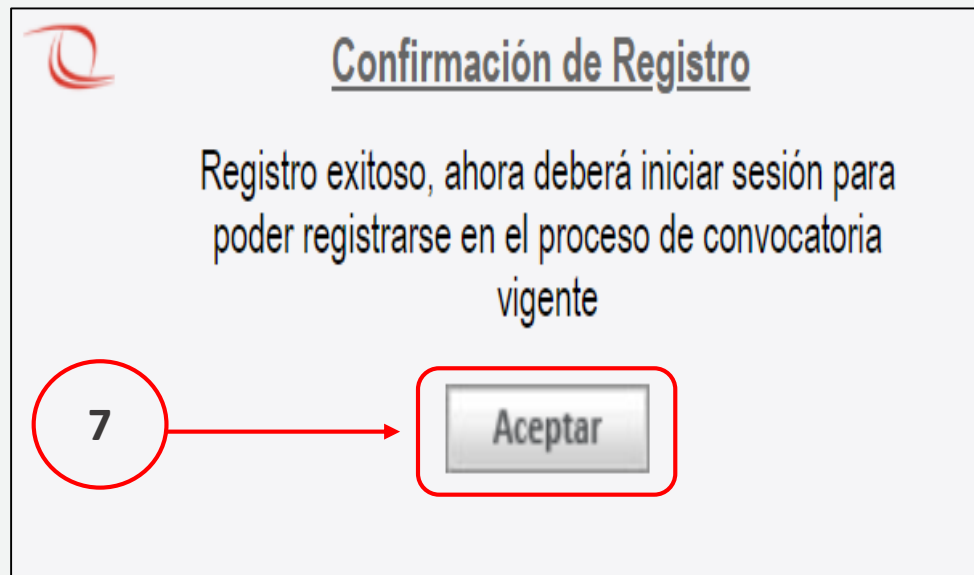 Confirmación de Registro
Registro exitoso, ahora deberá iniciar sesión para
poder registrarse en el proceso de convocatoria
vigente
7
Aceptar